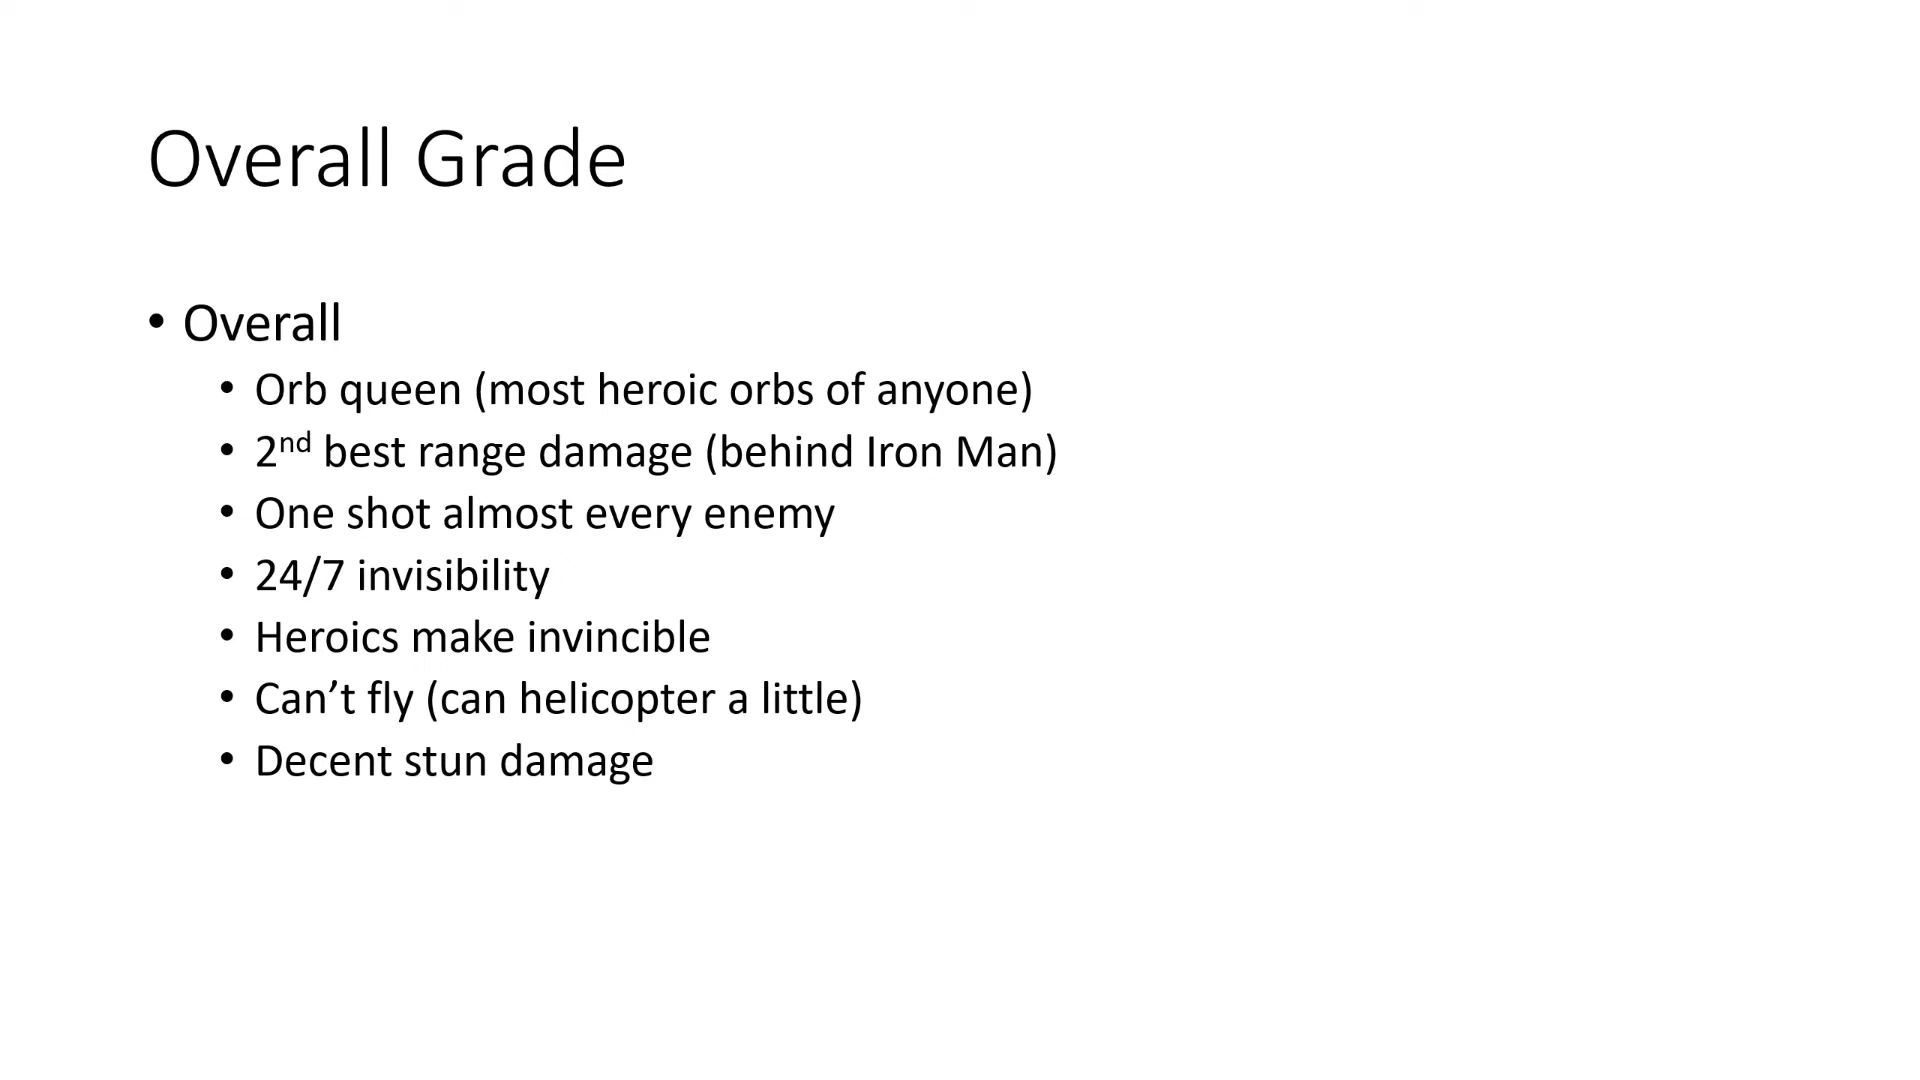 Overall Grade
• Overall
• Orb queen (most heroic orbs of anyone)
• 2nd best range damage (behind Iron Man)
• One shot almost every enemy
• 24/7 invisibility
• Heroics make invincible
• Can’t fly (can helicopter a little)
• Decent stun damage